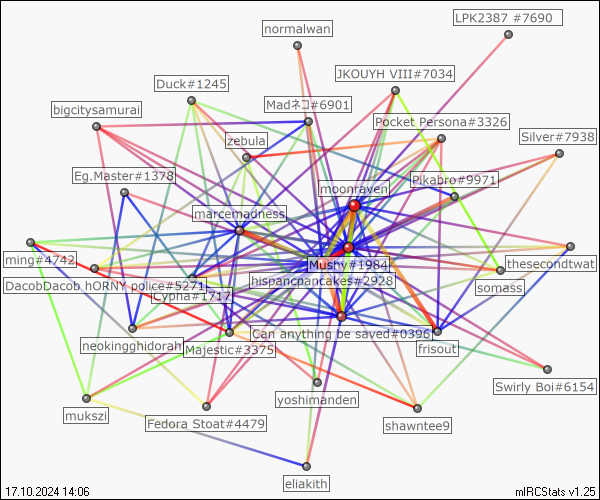 LPK2387 #7690
normalwan
JKOUYH VIII#7034
Duck#1245
Madネコ#6901
bigcitysamurai
Pocket Persona#3326
zebula
Silver#7938
Eg.Master#1378
Pikabro#9971
moonraven
marcemadness
ming#4742
Mushy#1984
thesecondtwat
DacobDacob hORNY police#5271
hispancpancakes#2928
somass
Cypha#1717
Can anything be saved#0396
neokingghidorah
Majestic#3375
frisout
Swirly Boi#6154
yoshimanden
mukszi
Fedora Stoat#4479
shawntee9
eliakith
17.10.2024 14:06
mIRCStats v1.25